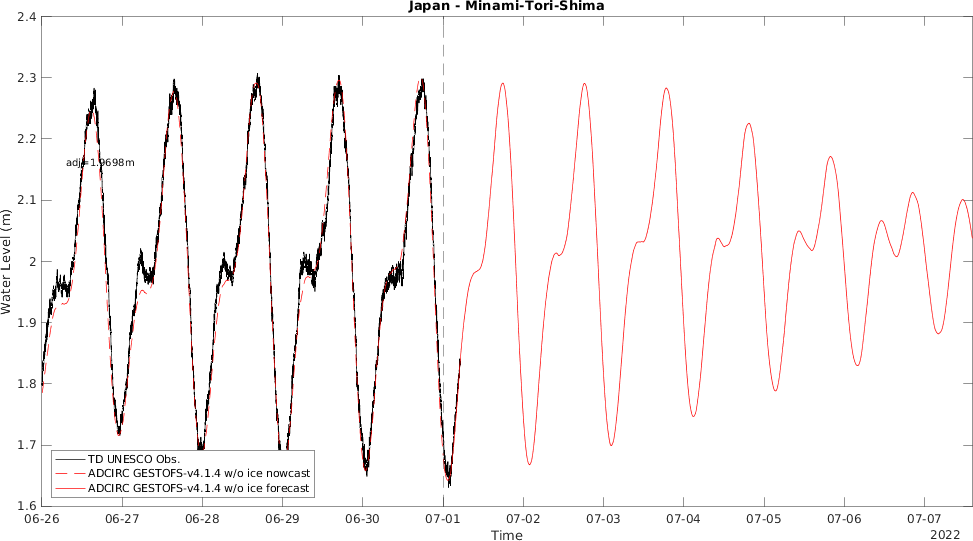 Japan - Minami-Tori-Shima
2.4
2.3
2.2
2.1
2
1.9
1.8
1.7
1.6
Water Level (m)
adj=1.9698m
TD UNESCO Obs.
ADCIRC GESTOFS-v4.1.4 w/o ice nowcast
ADCIRC GESTOFS-v4.1.4 w/o ice forecast
06-26 06-27 06-28 06-29 06-30 07-01 07-02 07-03 07-04 07-05 07-06 07-07
2022
Time